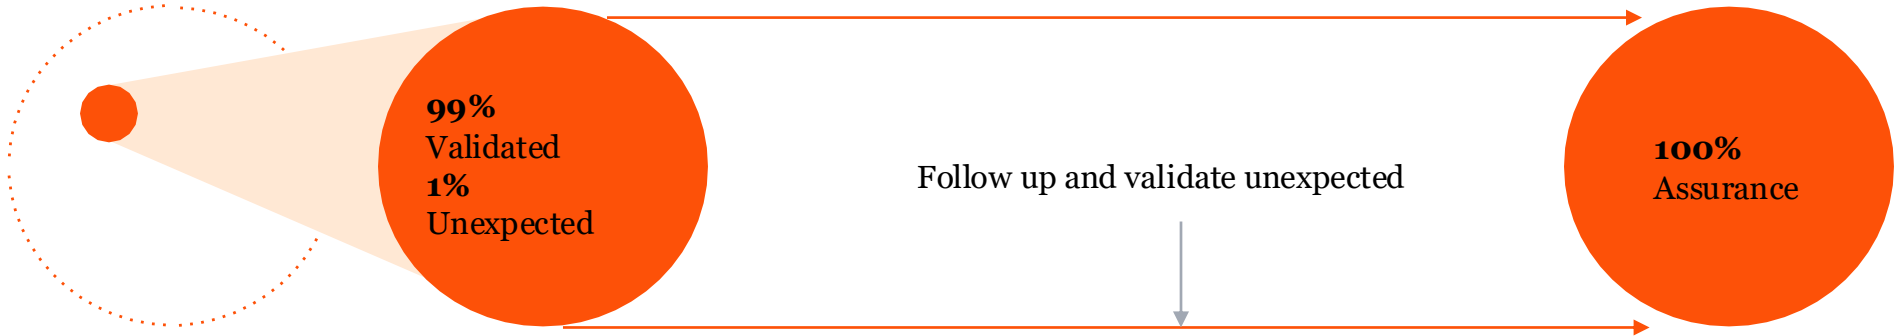 99%
Validated
1%
Unexpected
Follow up and validate unexpected
100%
Assurance